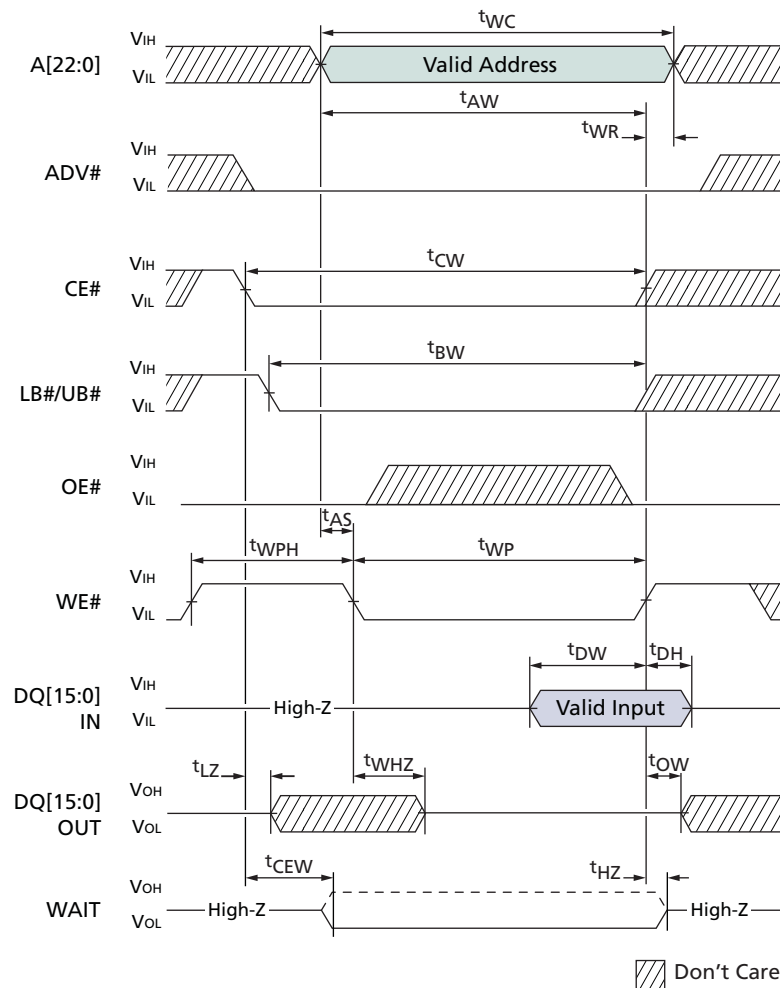 tWC
A[22:0] VIH VIL Valid Address
tAW
tWR
ADV# VIH VIL
CE# VIH VIL tCW
LB#/UB# VIH VIL tBW
OE# VIH VIL
tAS
tWPH tWP
WE# VIH VIL
tDW tDH
DQ[15:0] IN VIH VIL High-Z Valid Input
tLZ tWHZ tOW
DQ[15:0] OUT VOH VOL
tCEW tHZ
WAIT VOH VOL High-Z High-Z
Don't Care